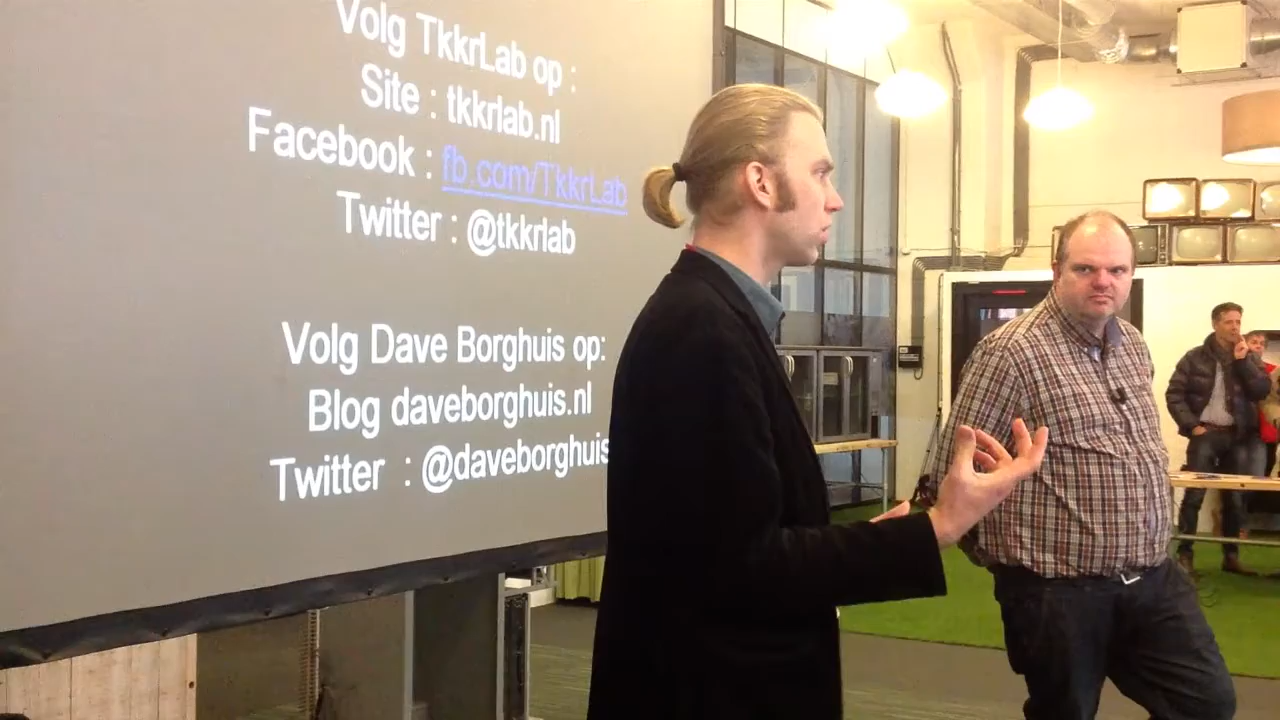 Volg TkkrLab op :
Site : tkkrlab.nl
Facebook : fb.com/TkkrLab
Twitter : @tkkrlab
Volg Dave Borghuis op:
Blog daveborghuis.nl
Twitter : @daveborghuis